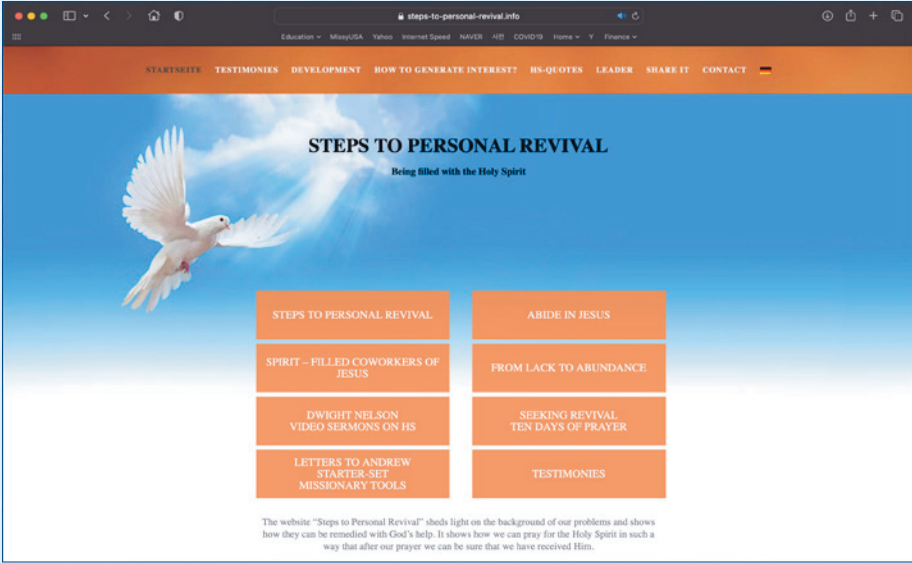 steps-to-personal-revival.info
Education MissyUSA Yahoo Internet Speed NAVER 사전 COVID19 Home Y Finance
STARTSEITE TESTIMONIES DEVELOPMENT HOW TO GENERATE INTEREST? HS-QUOTES LEADER SHARE IT CONTACT
STEPS TO PERSONAL REVIVAL
Being filled with the Holy Spirit
STEPS TO PERSONAL REVIVAL
ABIDE IN JESUS
SPIRIT – FILLED COWORKERS OF
JESUS
FROM LACK TO ABUNDANCE
DWIGHT NELSON
VIDEO SERMONS ON HS
SEEKING REVIVAL
TEN DAYS OF PRAYER
LETTERS TO ANDREW
STARTER-SET
MISSIONARY TOOLS
TESTIMONIES
The website “Steps to Personal Revival” sheds light on the background of our problems and shows
how they can be remedied with God’s help. It shows how we can pray for the Holy Spirit in such a
way that after our prayer we can be sure that we have received Him.